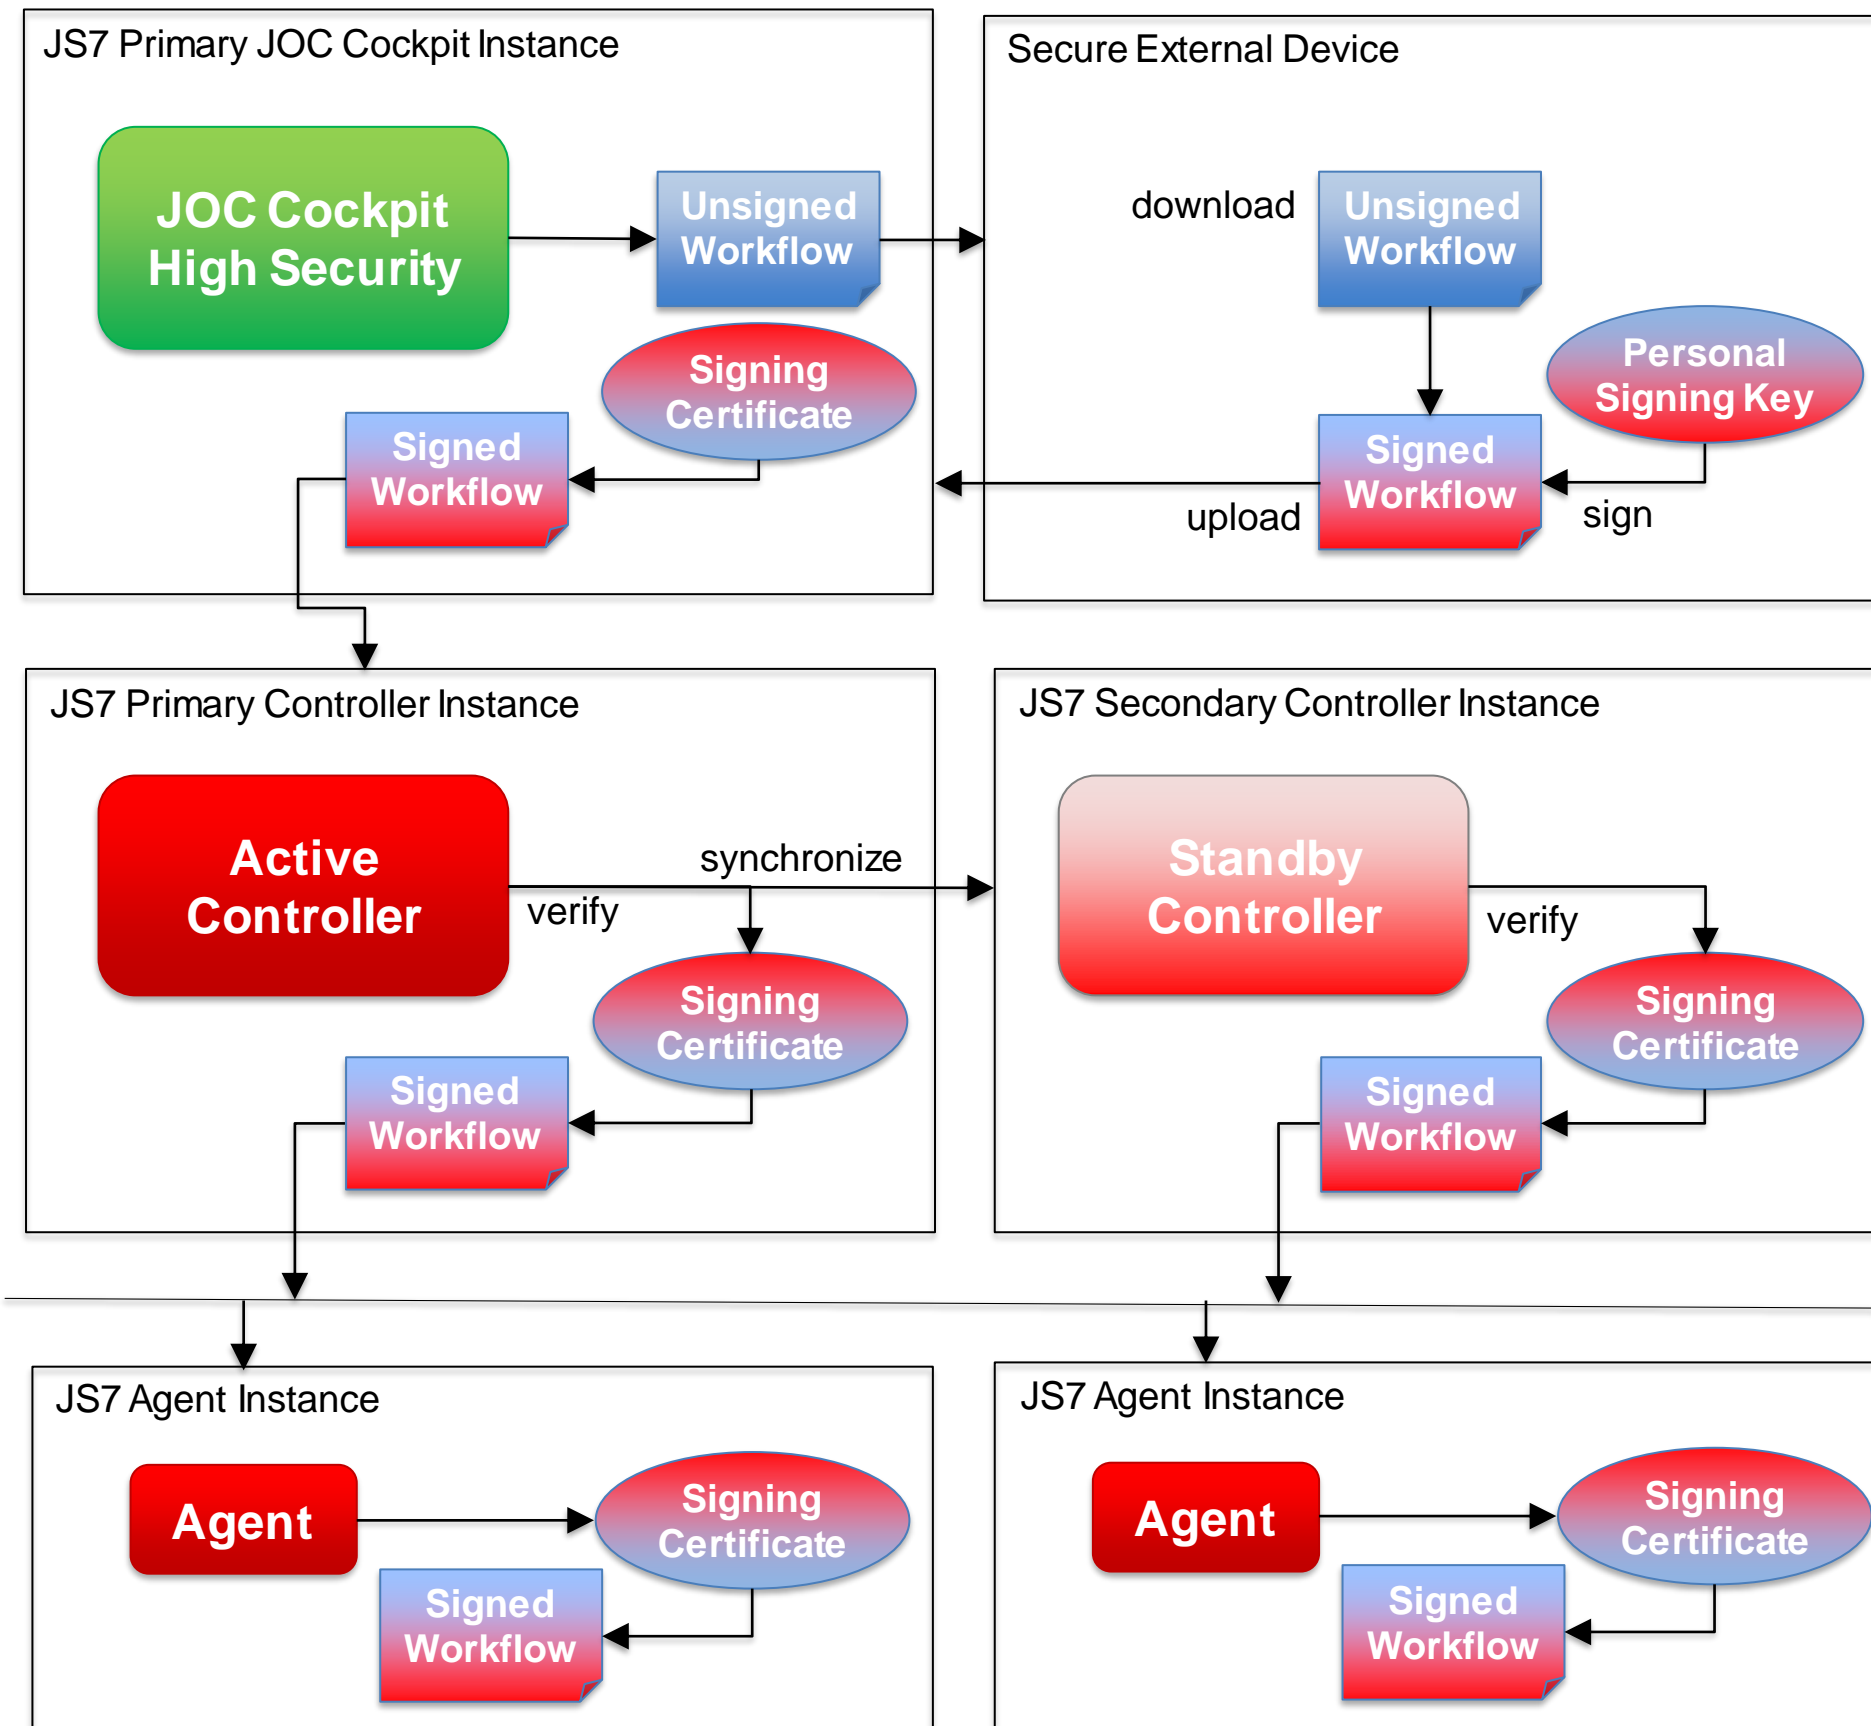 JS7 Primary JOC Cockpit Instance
JOC Cockpit
High Security
Unsigned
Workflow
Signing
Certificate
Signed
Workflow
Secure External Device
download
Unsigned
Workflow
Personal
Signing Key
Signed
Workflow
upload
sign
JS7 Primary Controller Instance
Active
Controller
synchronize
verify
Signing
Certificate
Signed
Workflow
JS7 Secondary Controller Instance
Standby
Controller
verify
Signing
Certificate
Signed
Workflow
JS7 Agent Instance
Agent
Signing
Certificate
Signed
Workflow
JS7 Agent Instance
Agent
Signing
Certificate
Signed
Workflow